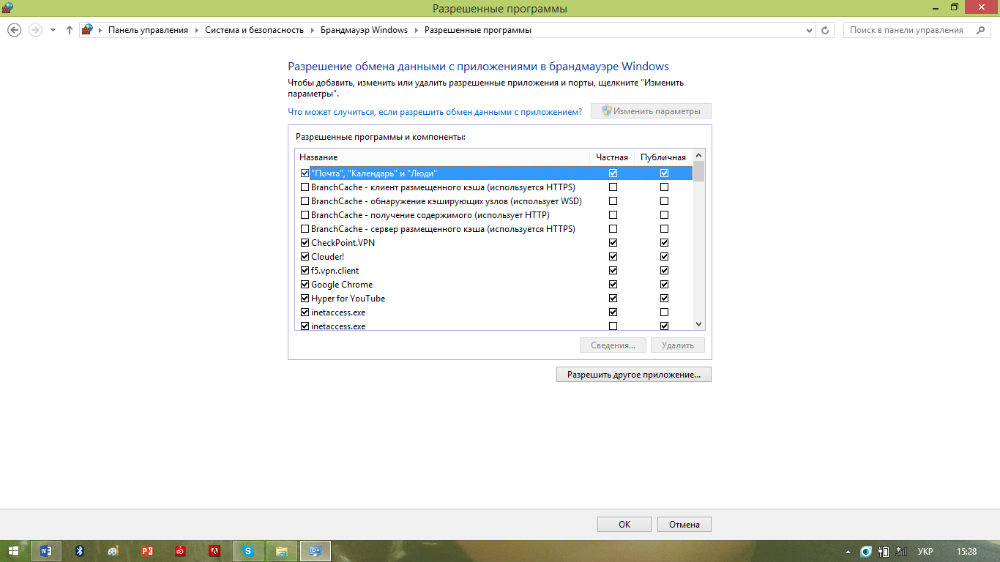 Разрешенные программы
Панель управления Система и безопасность Брандмауэр Windows Разрешенные программы
Поиск в панели управления
Разрешение обмена данными с приложениями в брандмауэре Windows
Чтобы добавить, изменить или удалить разрешенные приложения и порты, щелкните "Изменить
параметры".
Что может случиться, если разрешить обмен данными с приложением?
Изменить параметры
Разрешенные программы и компоненты:
Название Частная Публичная
"Почта", "Календарь" и "Люди"
BranchCache - клиент размещенного кэша (используется HTTPS)
BranchCache - обнаружение кэширующих узлов (использует WSD)
BranchCache - получение содержимого (использует HTTP)
BranchCache - сервер размещенного кэша (используется HTTPS)
CheckPoint.VPN
Clouder!
f5.vpn.client
Google Chrome
Hyper for YouTube
inetaccess.exe
inetaccess.exe
Сведения... Удалить
Разрешить другое приложение...
ОК Отмена
УКР 15:28